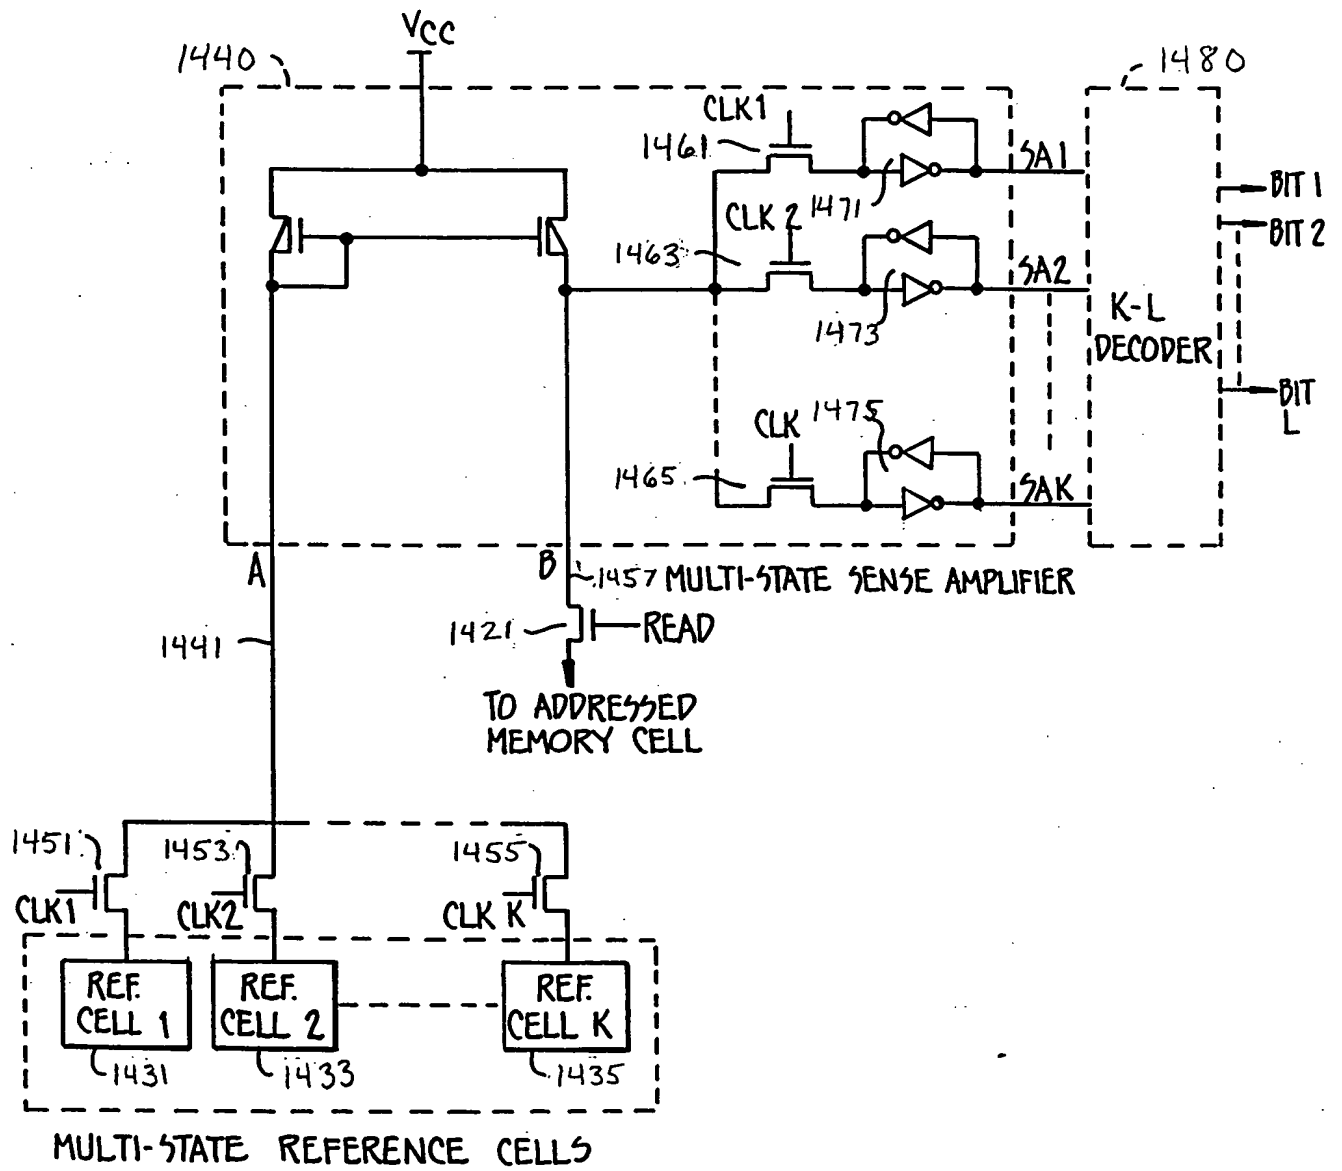 VCC
1440
1480
CLK1
1461
SA1
BIT 1
1471
CLK 2
BIT 2
1463
SA2
K-L
1473
DECODER
BIT
L
CLK
1475
1465
SAK
A
B
1457
MULTI-STATE SENSE AMPLIFIER
1421
READ
1441
TO ADDRESSED
MEMORY CELL
1451
1453
1455
CLK1
CLK2
CLK K
REF.
CELL 1
REF.
CELL 2
REF.
CELL K
1431
1433
1435
MULTI-STATE REFERENCE CELLS